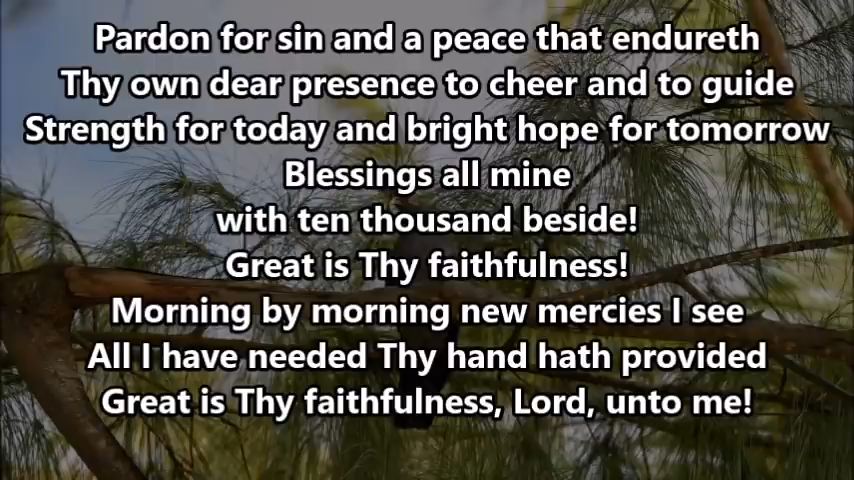 Pardon for sin and a peace that endureth
Thy own dear presence to cheer and to guide
Strength for today and bright hope for tomorrow
Blessings all mine
with ten thousand beside!
Great is Thy faithfulness!
Morning by morning new mercies I see
All I have needed Thy hand hath provided
Great is Thy faithfulness, Lord, unto me!